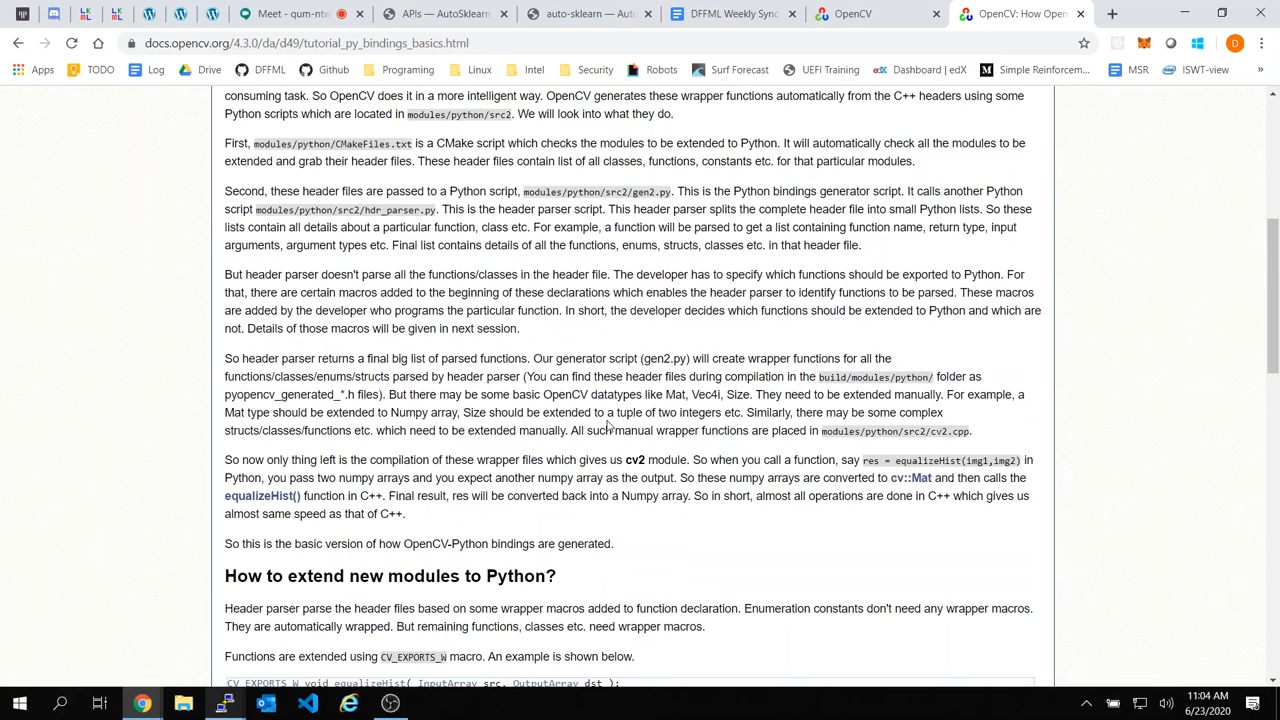 Meet - qum-ntw
APIs — AutoSklearn
auto-sklearn — Auto
DFFML Weekly Sync
OpenCV
OpenCV: How Open
docs.opencv.org/4.3.0/da/d49/tutorial_py_bindings_basics.html
Apps TODO Log Drive DFFML Github Programing Linux Intel Security Robots Surf Forecast UEFI Training Dashboard | edX Simple Reinforcem... MSR ISWT-view »
consuming task. So OpenCV does it in a more intelligent way. OpenCV generates these wrapper functions automatically from the C++ headers using some
Python scripts which are located in modules/python/src2. We will look into what they do.
First, modules/python/CMakeFiles.txt is a CMake script which checks the modules to be extended to Python. It will automatically check all the modules to be
extended and grab their header files. These header files contain list of all classes, functions, constants etc. for that particular modules.
Second, these header files are passed to a Python script, modules/python/src2/gen2.py. This is the Python bindings generator script. It calls another Python
script modules/python/src2/hdr_parser.py. This is the header parser script. This header parser splits the complete header file into small Python lists. So these
lists contain all details about a particular function, class etc. For example, a function will be parsed to get a list containing function name, return type, input
arguments, argument types etc. Final list contains details of all the functions, enums, structs, classes etc. in that header file.
But header parser doesn't parse all the functions/classes in the header file. The developer has to specify which functions should be exported to Python. For
that, there are certain macros added to the beginning of these declarations which enables the header parser to identify functions to be parsed. These macros
are added by the developer who programs the particular function. In short, the developer decides which functions should be extended to Python and which are
not. Details of those macros will be given in next session.
So header parser returns a final big list of parsed functions. Our generator script (gen2.py) will create wrapper functions for all the
functions/classes/enums/structs parsed by header parser (You can find these header files during compilation in the build/modules/python/ folder as
pyopencv_generated_*.h files). But there may be some basic OpenCV datatypes like Mat, Vec4i, Size. They need to be extended manually. For example, a
Mat type should be extended to Numpy array, Size should be extended to a tuple of two integers etc. Similarly, there may be some complex
structs/classes/functions etc. which need to be extended manually. All such manual wrapper functions are placed in modules/python/src2/cv2.cpp.
So now only thing left is the compilation of these wrapper files which gives us cv2 module. So when you call a function, say res = equalizeHist(img1,img2) in
Python, you pass two numpy arrays and you expect another numpy array as the output. So these numpy arrays are converted to cv::Mat and then calls the
equalizeHist() function in C++. Final result, res will be converted back into a Numpy array. So in short, almost all operations are done in C++ which gives us
almost same speed as that of C++.
So this is the basic version of how OpenCV-Python bindings are generated.
How to extend new modules to Python?
Header parser parse the header files based on some wrapper macros added to function declaration. Enumeration constants don't need any wrapper macros.
They are automatically wrapped. But remaining functions, classes etc. need wrapper macros.
Functions are extended using CV_EXPORTS_W macro. An example is shown below.
CV_EXPORTS_W void equalizeHist( InputArray src, OutputArray dst );
11:04 AM
6/23/2020